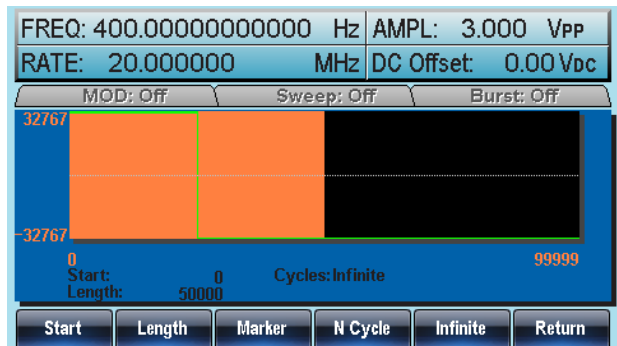 FREQ: 400.00000000000 Hz AMPL: 3.000 VPP
RATE: 20.000000 MHz DC Offset: 0.00 VDC
MOD: Off Sweep: Off Burst: Off
32767
-32767
0 99999
Start: 0 Cycles:Infinite
Length: 50000
Start Length Marker N Cycle Infinite Return